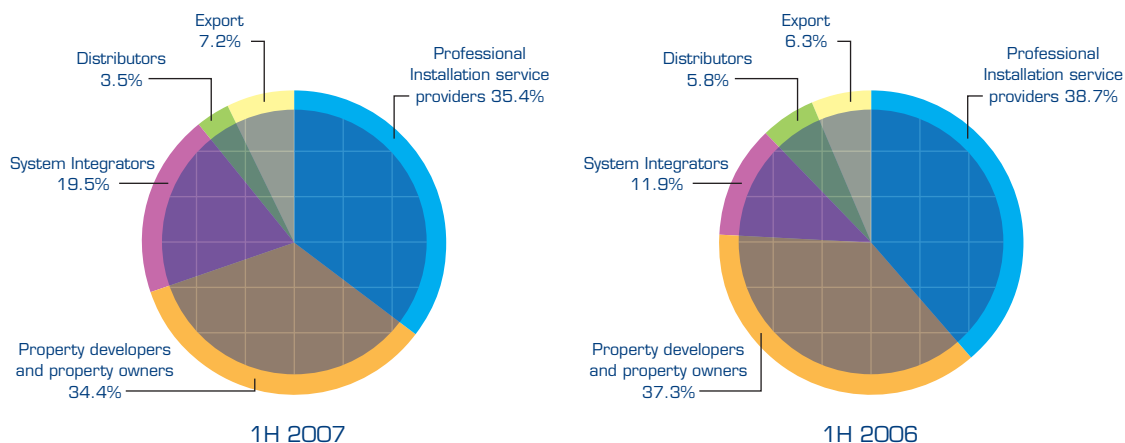 Export
7.2%
Distributors
3.5%
Professional
Installation service
providers 35.4%
System Integrators
19.5%
Property developers
and property owners
34.4%
1H 2007
Export
6.3%
Distributors
5.8%
Professional
Installation service
providers 38.7%
System Integrators
11.9%
Property developers
and property owners
37.3%
1H 2006